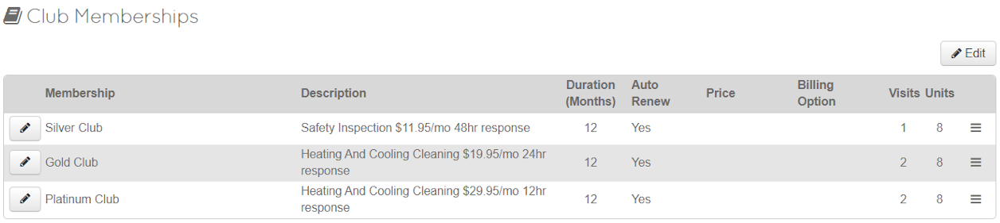 Club Memberships
Edit
Membership Description Duration (Months) Auto Renew Price Billing Option Visits Units
Silver Club Safety Inspection $11.95/mo 48hr response 12 Yes 1 8
Gold Club Heating And Cooling Cleaning $19.95/mo 24hr response 12 Yes 2 8
Platinum Club Heating And Cooling Cleaning $29.95/mo 12hr response 12 Yes 2 8